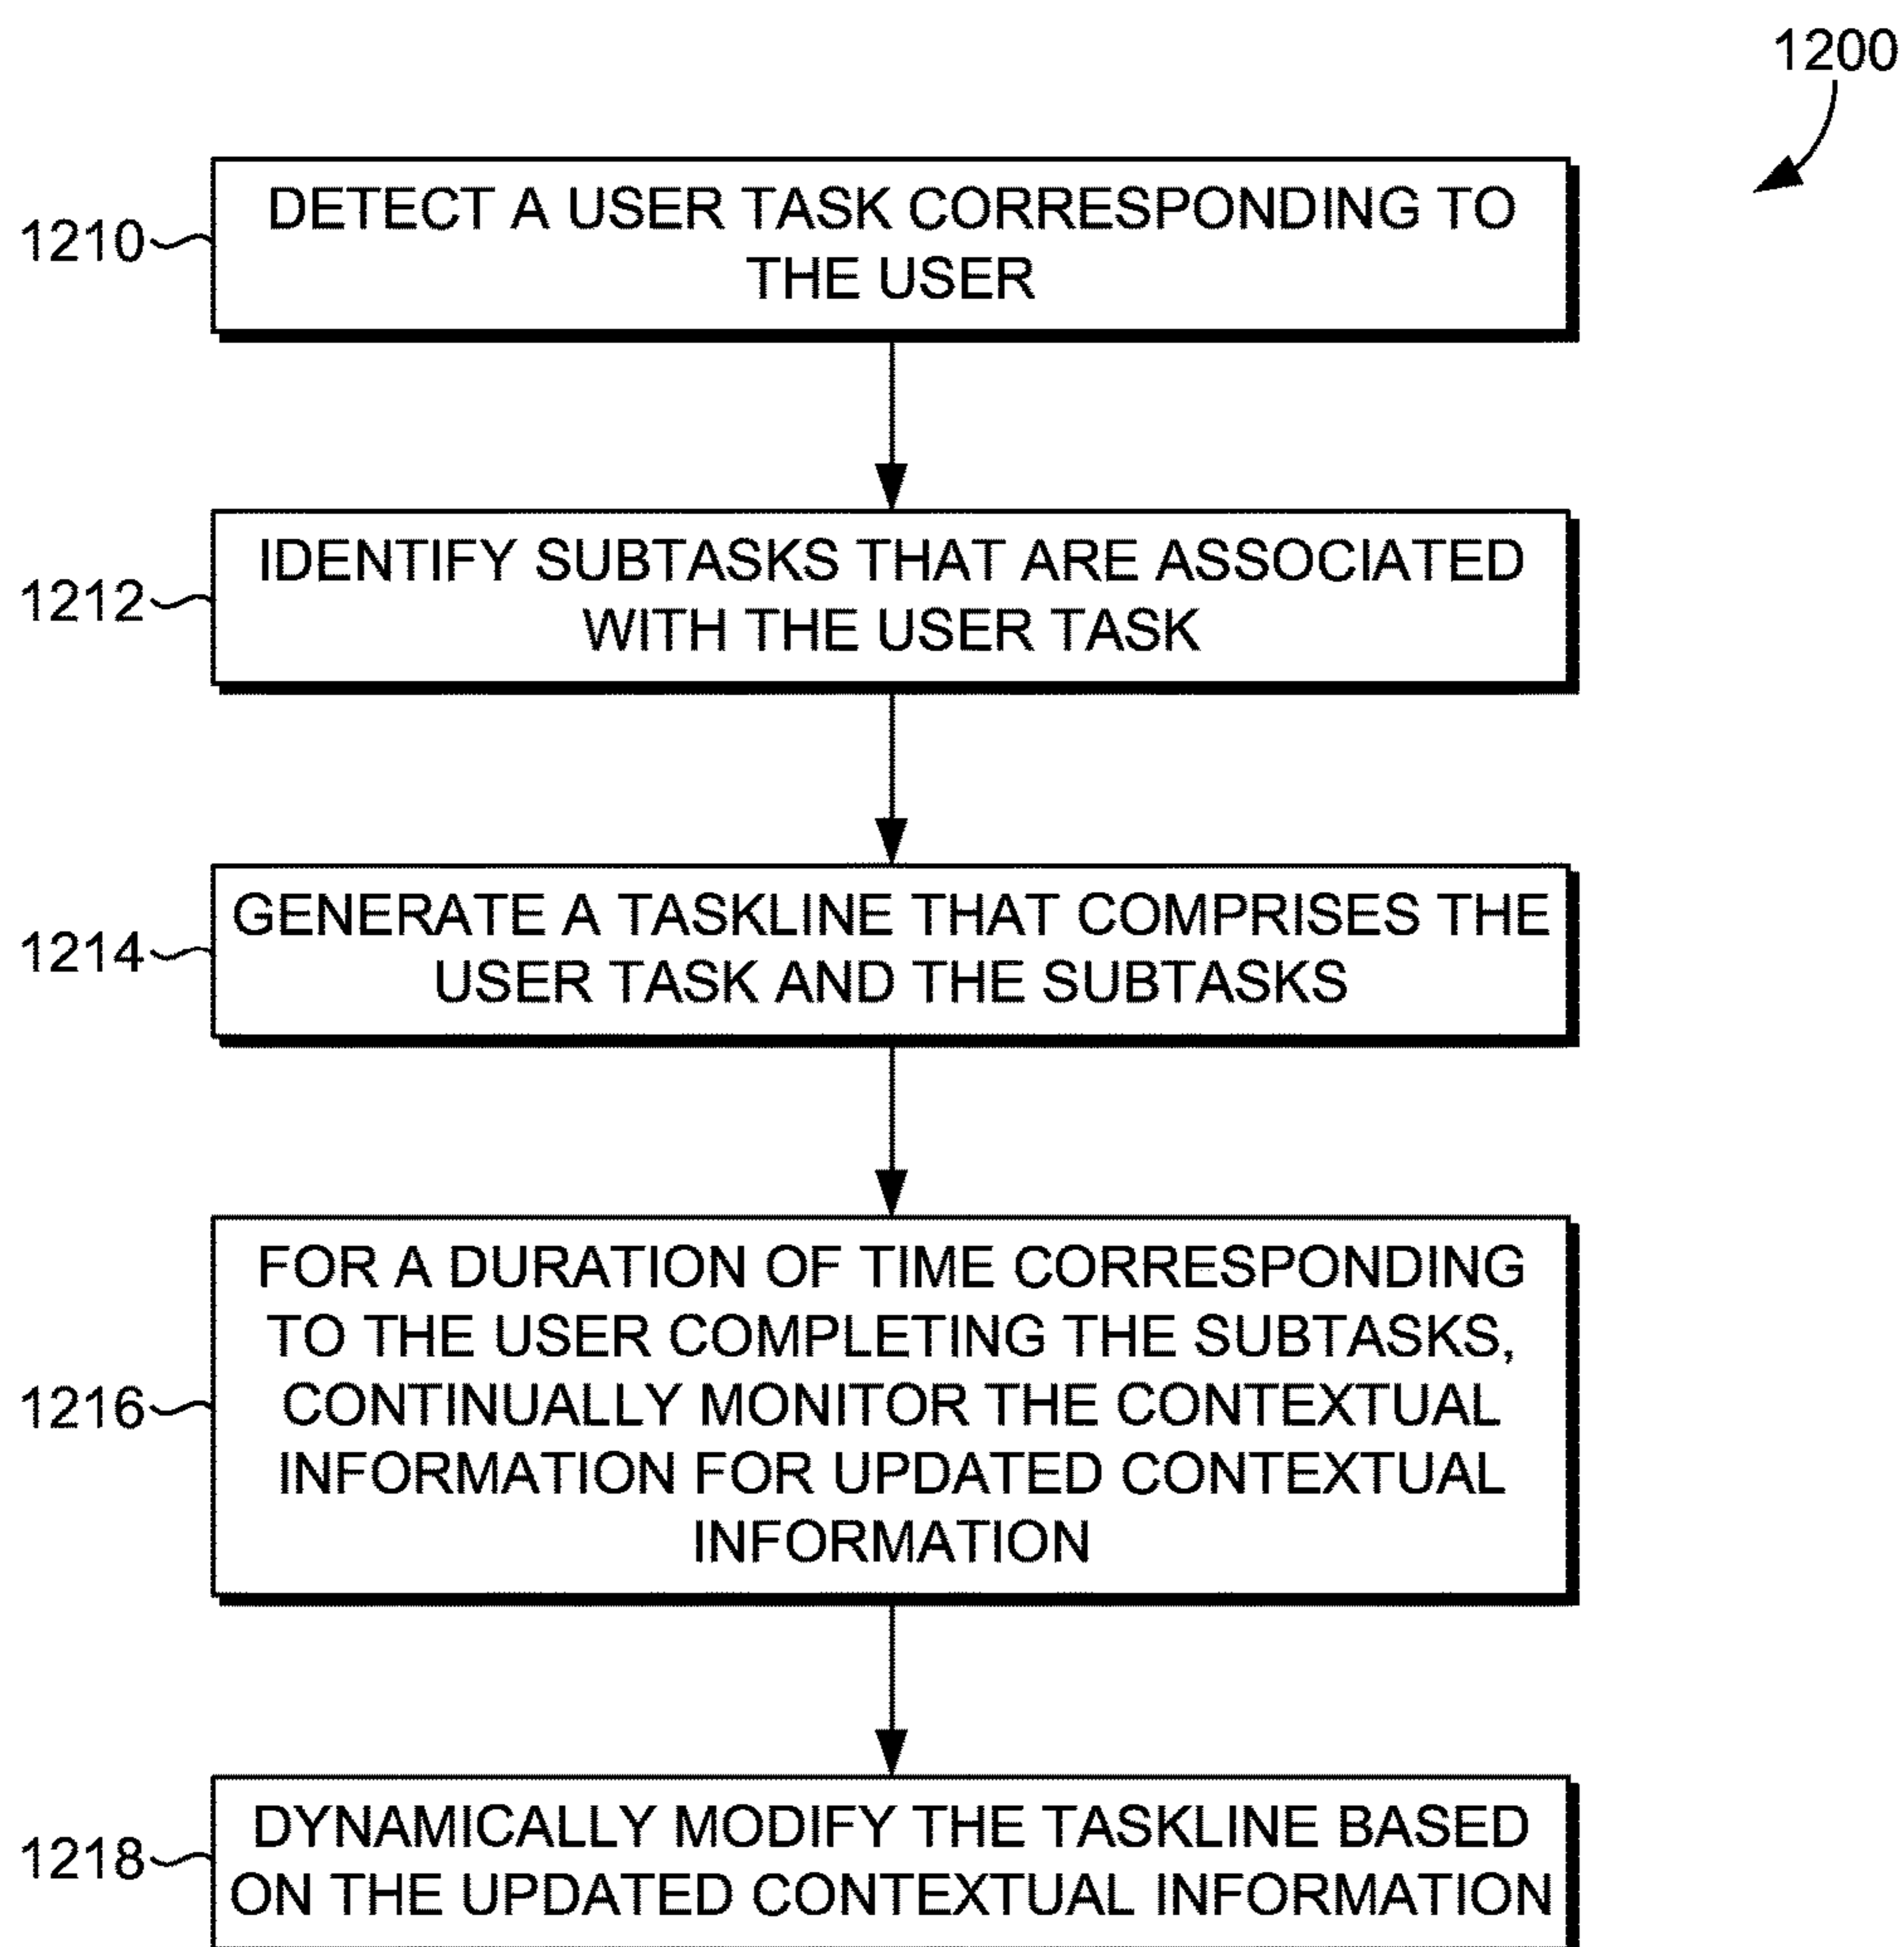 1200
1210
DETECT A USER TASK CORRESPONDING TO
THE USER
1212
IDENTIFY SUBTASKS THAT ARE ASSOCIATED
WITH THE USER TASK
1214
GENERATE A TASKLINE THAT COMPRISES THE
USER TASK AND THE SUBTASKS
1216
FOR A DURATION OF TIME CORRESPONDING
TO THE USER COMPLETING THE SUBTASKS,
CONTINUALLY MONITOR THE CONTEXTUAL
INFORMATION FOR UPDATED CONTEXTUAL
INFORMATION
1218
DYNAMICALLY MODIFY THE TASKLINE BASED
ON THE UPDATED CONTEXTUAL INFORMATION